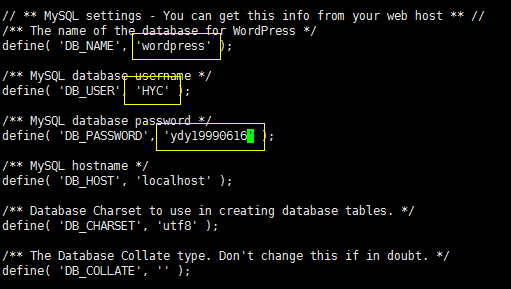 // ** MySQL settings - You can get this info from your web host ** //
/** The name of the database for WordPress */
define( 'DB_NAME', 'wordpress' );
/** MySQL database username */
define( 'DB_USER', 'HYC' );
/** MySQL database password */
define( 'DB_PASSWORD', 'ydy19990616' );
/** MySQL hostname */
define( 'DB_HOST', 'localhost' );
/** Database Charset to use in creating database tables. */
define( 'DB_CHARSET', 'utf8' );
/** The Database Collate type. Don't change this if in doubt. */
define( 'DB_COLLATE', '' );